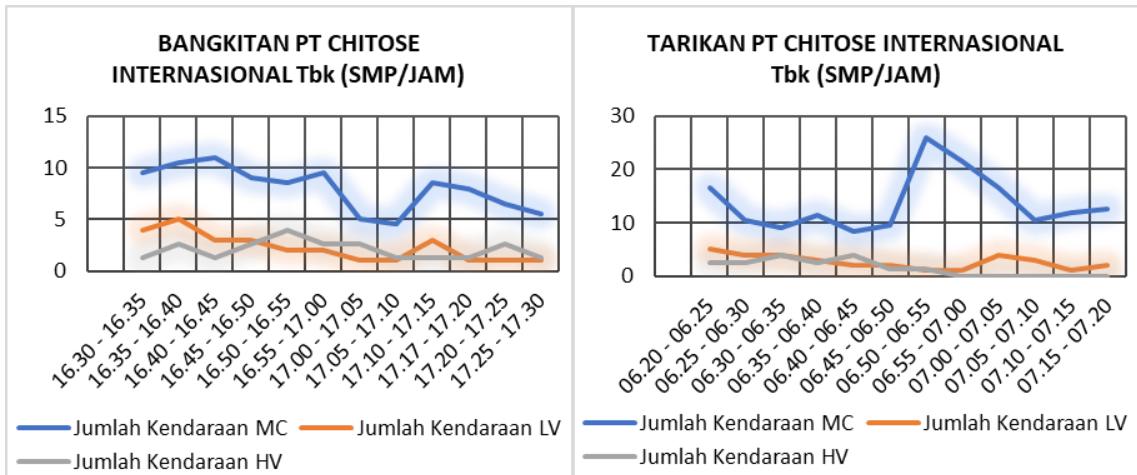 BANGKITAN PT CHITOSE
INTERNASIONAL Tbk (SMP/JAM)
15
10
5
0
16.30 - 16.35
16.35 - 16.40
16.40 - 16.45
16.45 - 16.50
16.50 - 16.55
16.55 - 17.00
17.00 - 17.05
17.05 - 17.10
17.10 - 17.15
17.17 - 17.20
17.20 - 17.25
17.25 - 17.30
Jumlah Kendaraan MC
Jumlah Kendaraan LV
Jumlah Kendaraan HV
TARIKAN PT CHITOSE INTERNASIONAL
Tbk (SMP/JAM)
30
20
10
0
06.20 - 06.25
06.25 - 06.30
06.30 - 06.35
06.35 - 06.40
06.40 - 06.45
06.45 - 06.50
06.50 - 06.55
06.55 - 07.00
07.00 - 07.05
07.05 - 07.10
07.10 - 07.15
07.15 - 07.20
Jumlah Kendaraan MC
Jumlah Kendaraan LV
Jumlah Kendaraan HV